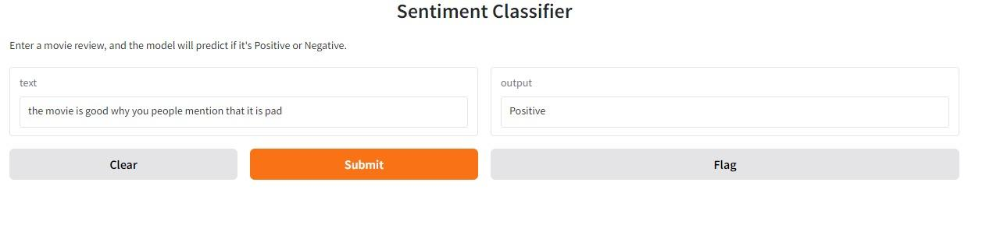 Sentiment Classifier
Enter a movie review, and the model will predict if it's Positive or Negative.
text
the movie is good why you people mention that it is pad
output
Positive
Clear
Submit
Flag